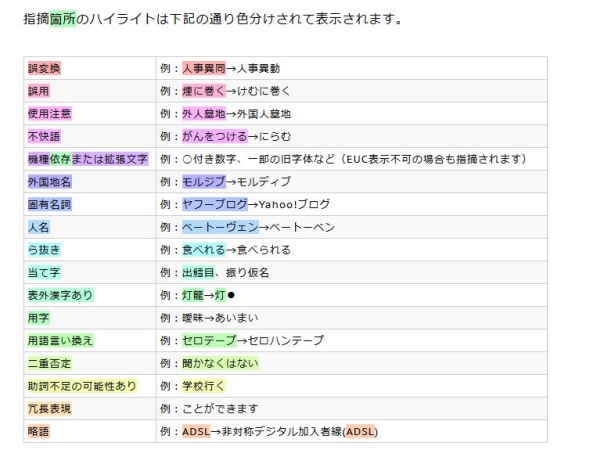 指摘箇所のハイライトは下記の通り色分けされて表示されます。
誤変換 例：人事異同→人事異動
誤用 例：煙に巻く→けむに巻く
使用注意 例：外人墓地→外国人墓地
不快語 例：がんをつける→にらむ
機種依存または拡張文字 例：○付き数字、一部の旧字体など（EUC表示不可の場合も指摘されます）
外国地名 例：モルジブ→モルディブ
固有名詞 例：ヤフーブログ→Yahoo!ブログ
人名 例：ベートーヴェン→ベートーベン
ら抜き 例：食べれる→食べられる
当て字 例：出鱈目、振り仮名
表外漢字あり 例：灯籠→灯●
用字 例：曖昧→あいまい
用語言い換え 例：セロテープ→セロハンテープ
二重否定 例：聞かなくはない
助詞不足の可能性あり 例：学校行く
冗長表現 例：ことができます
略語 例：ADSL→非対称デジタル加入者線(ADSL)